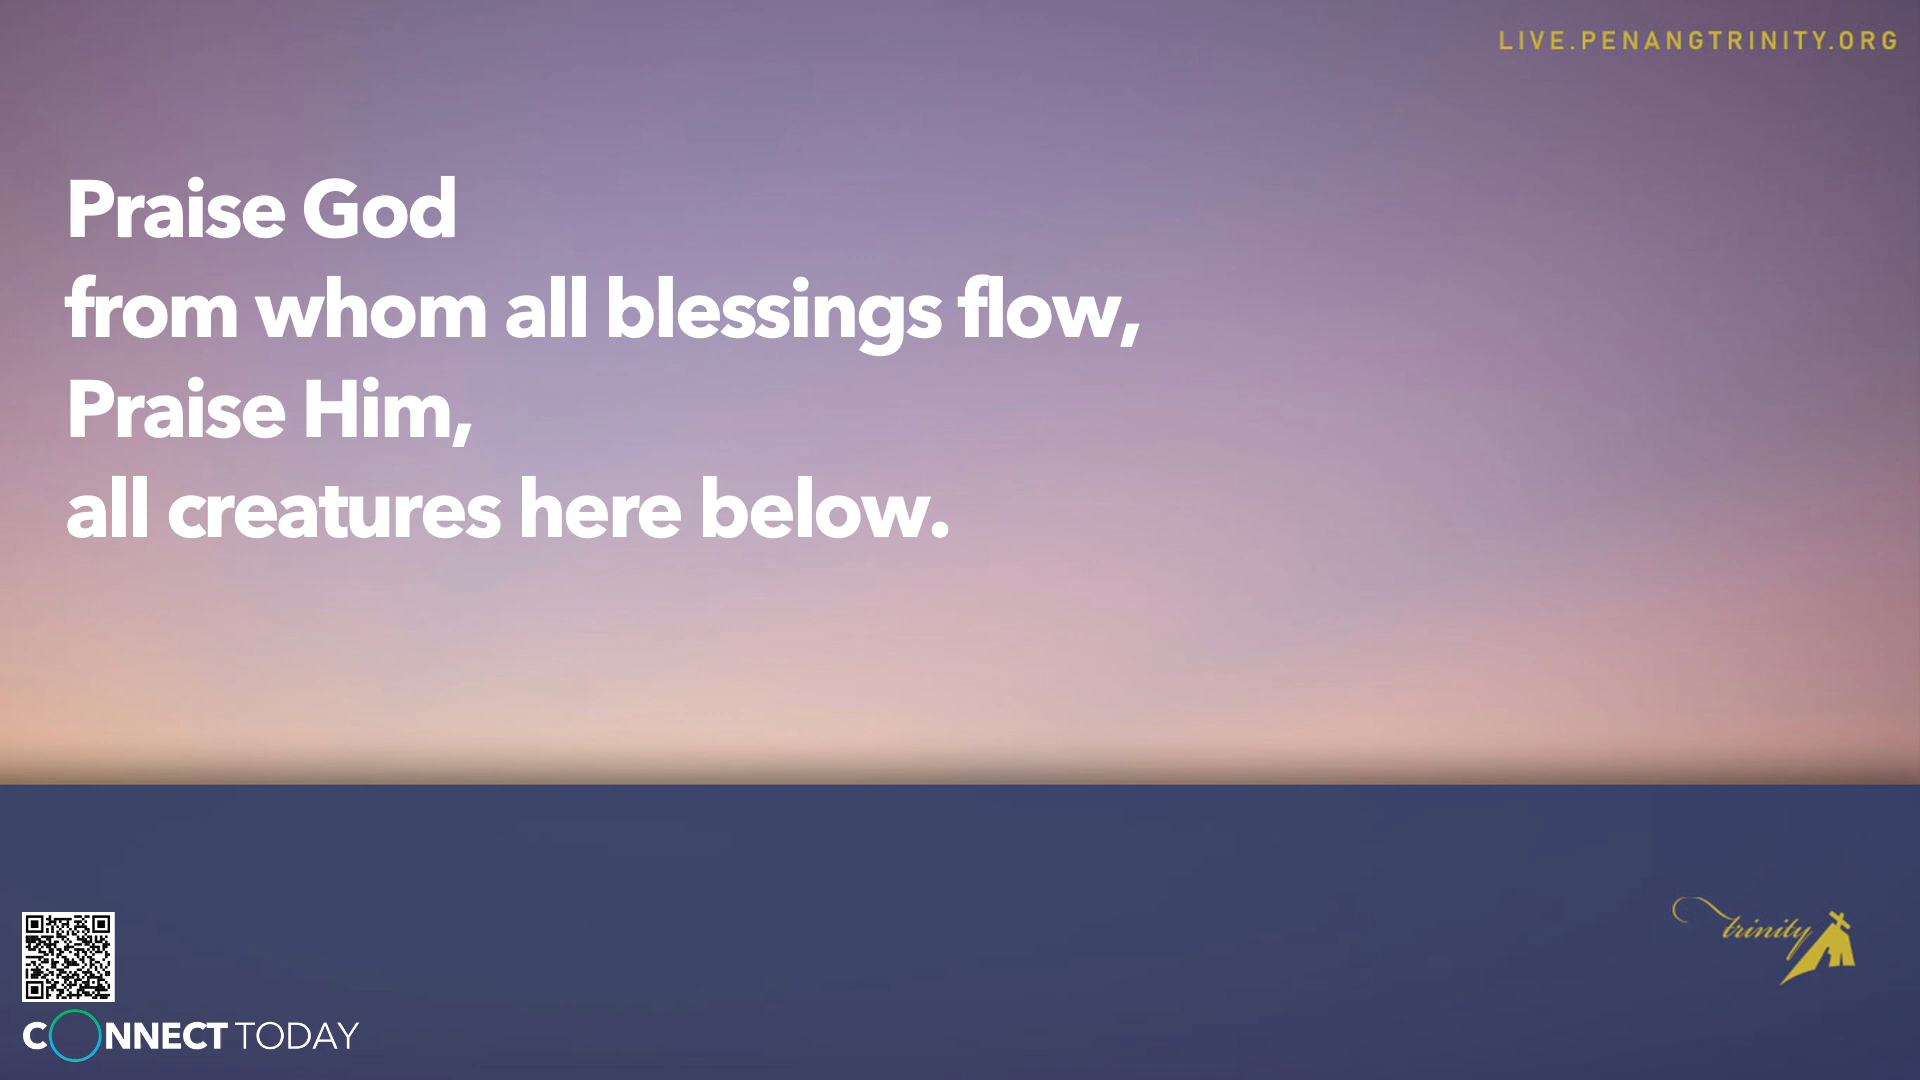 LIVE.PENANGTRINITY.ORG
Praise God
from whom all blessings flow,
Praise Him,
all creatures here below.
trinity
CONNECT TODAY